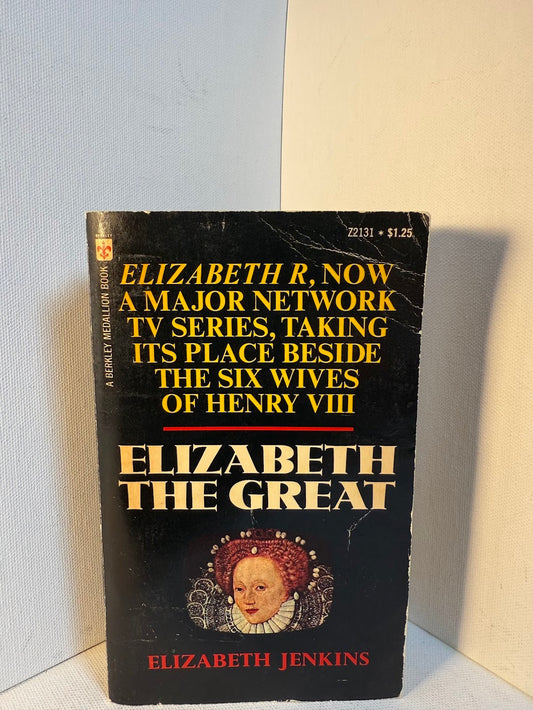 BERKLEY
A BERKLEY MEDALLION BOOK
Z2131 * $1.25
ELIZABETH R, NOW
A MAJOR NETWORK
TV SERIES, TAKING
ITS PLACE BESIDE
THE SIX WIVES
OF HENRY VIII
ELIZABETH
THE GREAT
ELIZABETH JENKINS